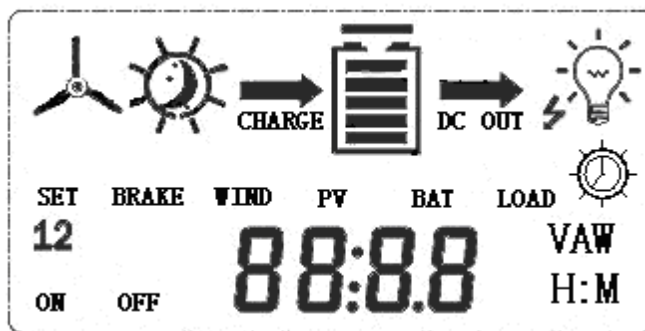 CHARGE DC OUT
SET BRAKE WIND PV BAT LOAD
12 88:8.8 VAW
ON OFF H:M